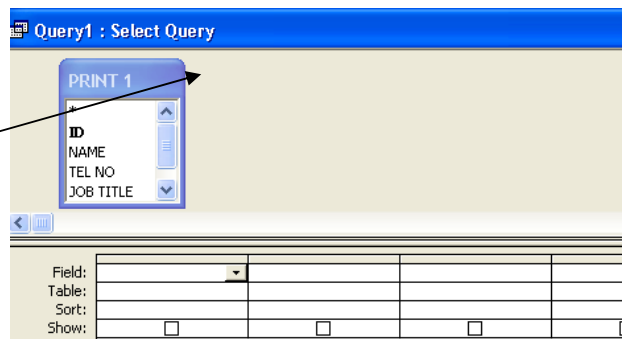 Query1 : Select Query
PRINT 1
*
ID
NAME
TEL NO
JOB TITLE
Field:
Table:
Sort:
Show: